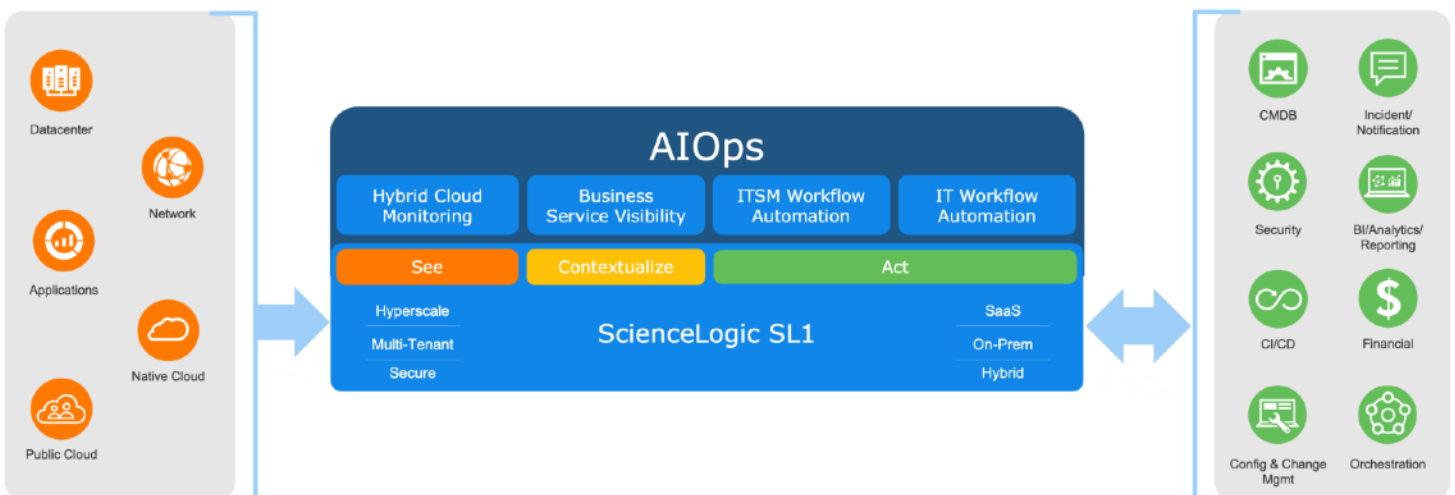 Datacenter
Network
Applications
Native Cloud
Public Cloud
AIOps
Hybrid Cloud
Monitoring
Business
Service Visibility
ITSM Workflow
Automation
IT Workflow
Automation
See
Contextualize
Act
Hyperscale
Multi-Tenant
Secure
ScienceLogic SL1
SaaS
On-Prem
Hybrid
CMDB
Incident/
Notification
Security
BI/Analytics/
Reporting
CI/CD
Financial
Config & Change
Mgmt
Orchestration